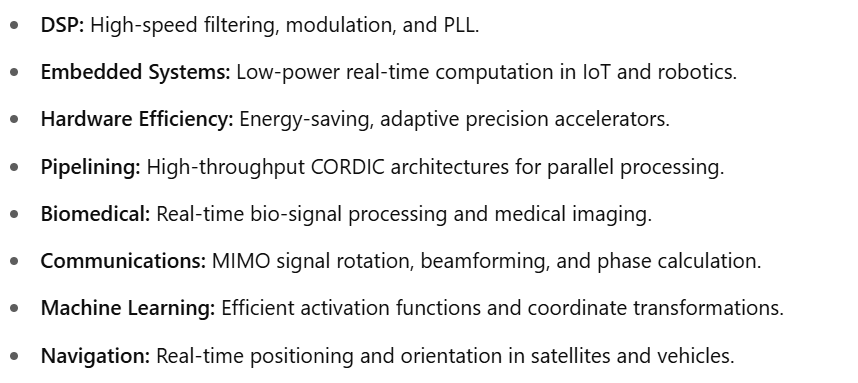 • DSP: High-speed filtering, modulation, and PLL.
• Embedded Systems: Low-power real-time computation in IoT and robotics.
• Hardware Efficiency: Energy-saving, adaptive precision accelerators.
• Pipelining: High-throughput CORDIC architectures for parallel processing.
• Biomedical: Real-time bio-signal processing and medical imaging.
• Communications: MIMO signal rotation, beamforming, and phase calculation.
• Machine Learning: Efficient activation functions and coordinate transformations.
• Navigation: Real-time positioning and orientation in satellites and vehicles.